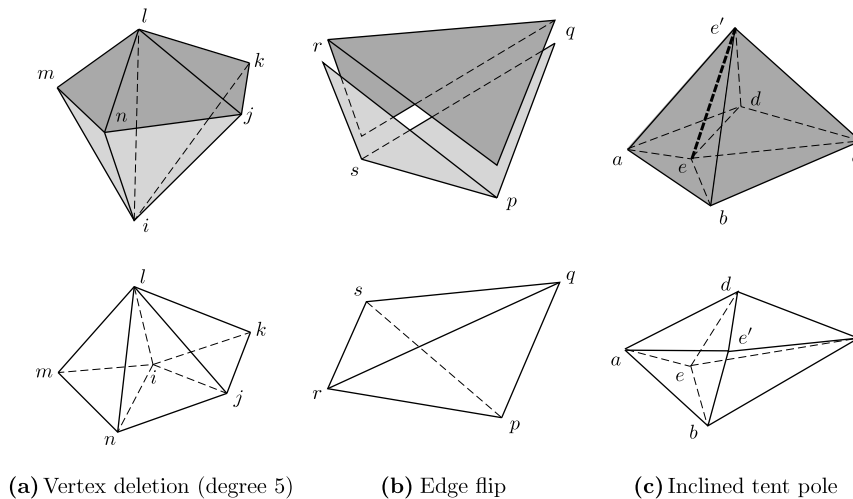 l
k
m
n
j
i
r
q
s
p
e′
d
a
e
b
l
k
m
i
j
n
s
q
r
p
d
e′
a
e
b
(a) Vertex deletion (degree 5)
(b) Edge flip
(c) Inclined tent pole